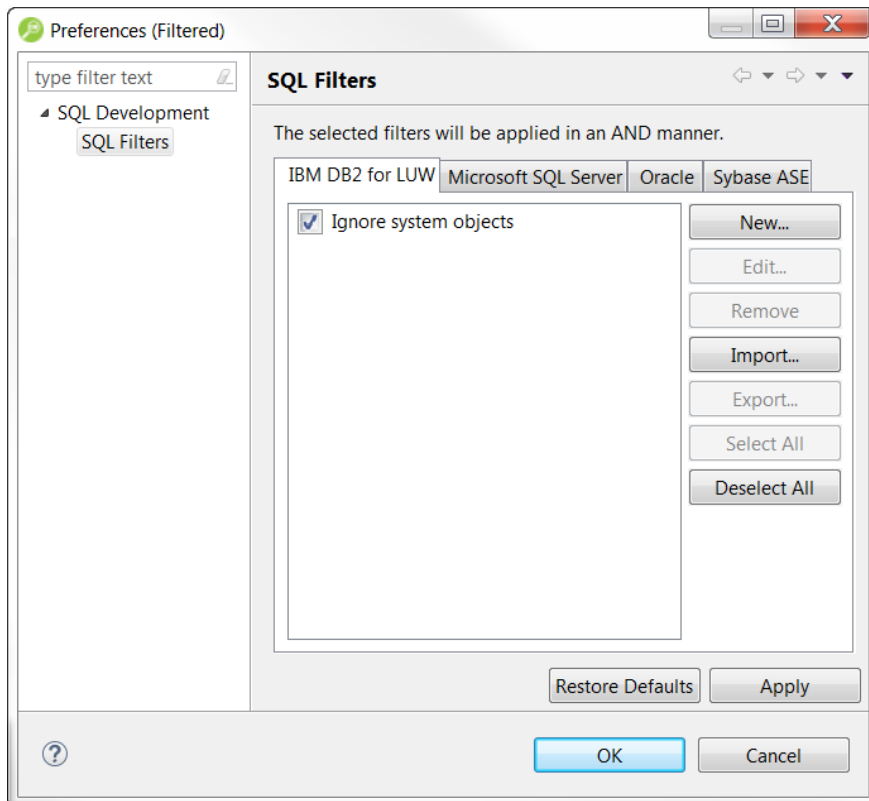 Preferences (Filtered)
type filter text
SQL Development
SQL Filters
SQL Filters
The selected filters will be applied in an AND manner.
IBM DB2 for LUW
Microsoft SQL Server
Oracle
Sybase ASE
Ignore system objects
New...
Edit...
Remove
Import...
Export...
Select All
Deselect All
Restore Defaults
Apply
?
OK
Cancel